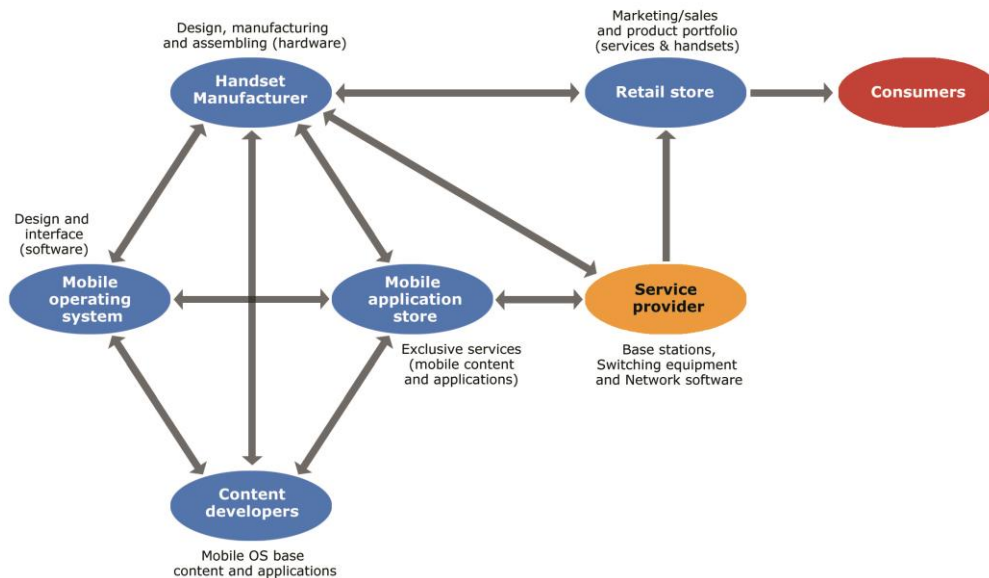 Design, manufacturing
and assembling (hardware)
Handset
Manufacturer
Marketing/sales
and product portfolio
(services & handsets)
Retail store
Consumers
Design and
interface
(software)
Mobile
operating
system
Mobile
application
store
Exclusive services
(mobile content
and applications)
Service
provider
Base stations,
Switching equipment
and Network software
Content
developers
Mobile OS base
content and applications